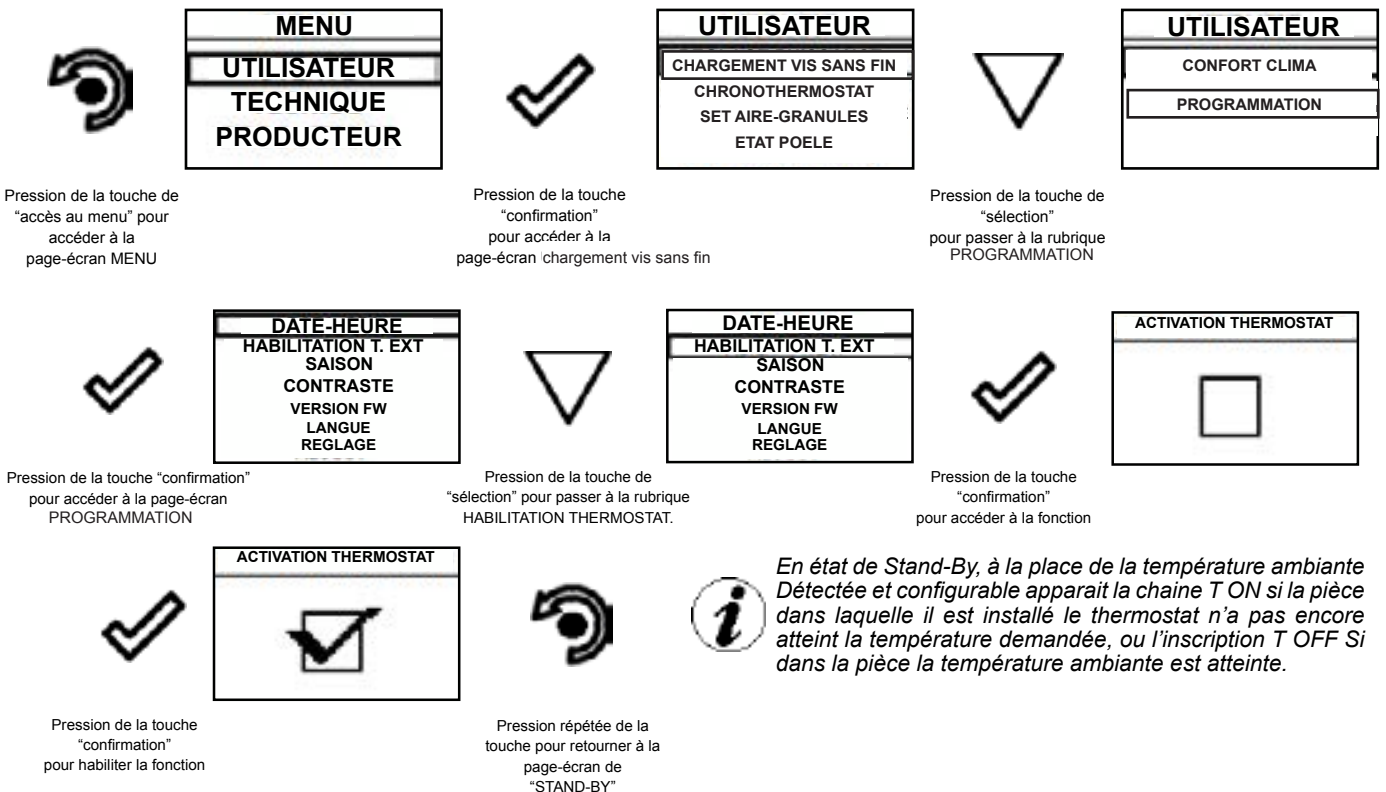 MENU
UTILISATEUR
TECHNIQUE
PRODUCTEUR
UTILISATEUR
CHARGEMENT VIS SANS FIN
CHRONOTHERMOSTAT
SET AIRE-GRANULES
ETAT POELE
UTILISATEUR
CONFORT CLIMA
PROGRAMMATION
Pression de la touche de
“accès au menu” pour
accéder à la
page-écran MENU
Pression de la touche
“confirmation”
pour accéder à la
page-écran chargement vis sans fin
Pression de la touche de
“sélection”
pour passer à la rubrique
PROGRAMMATION
DATE-HEURE
HABILITATION T. EXT
SAISON
CONTRASTE
VERSION FW
LANGUE
REGLAGE
DATE-HEURE
HABILITATION T. EXT
SAISON
CONTRASTE
VERSION FW
LANGUE
REGLAGE
ACTIVATION THERMOSTAT
Pression de la touche “confirmation”
pour accéder à la page-écran
PROGRAMMATION
Pression de la touche de
“sélection” pour passer à la rubrique
HABILITATION THERMOSTAT.
Pression de la touche
“confirmation”
pour accéder à la fonction
ACTIVATION THERMOSTAT
En état de Stand-By, à la place de la température ambiante
Détectée et configurable apparait la chaine T ON si la pièce
dans laquelle il est installé le thermostat n’a pas encore
atteint la température demandée, ou l’inscription T OFF Si
dans la pièce la température ambiante est atteinte.
Pression de la touche
“confirmation”
pour habiliter la fonction
Pression répétée de la
touche pour retourner à la
page-écran de
“STAND-BY”